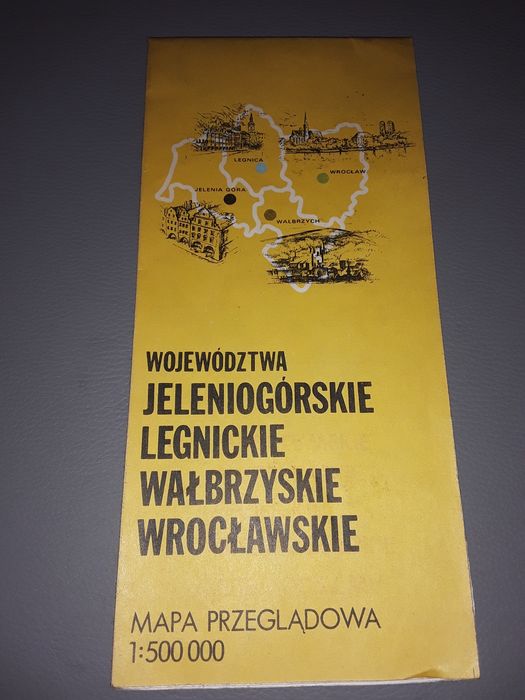 LEGNICA
WROCŁAW
JELENIA GÓRA
WAŁBRZYCH
WOJEWÓDZTWA
JELENIOGÓRSKIE
LEGNICKIE
WAŁBRZYSKIE
WROCŁAWSKIE
MAPA PRZEGLĄDOWA
1:500 000